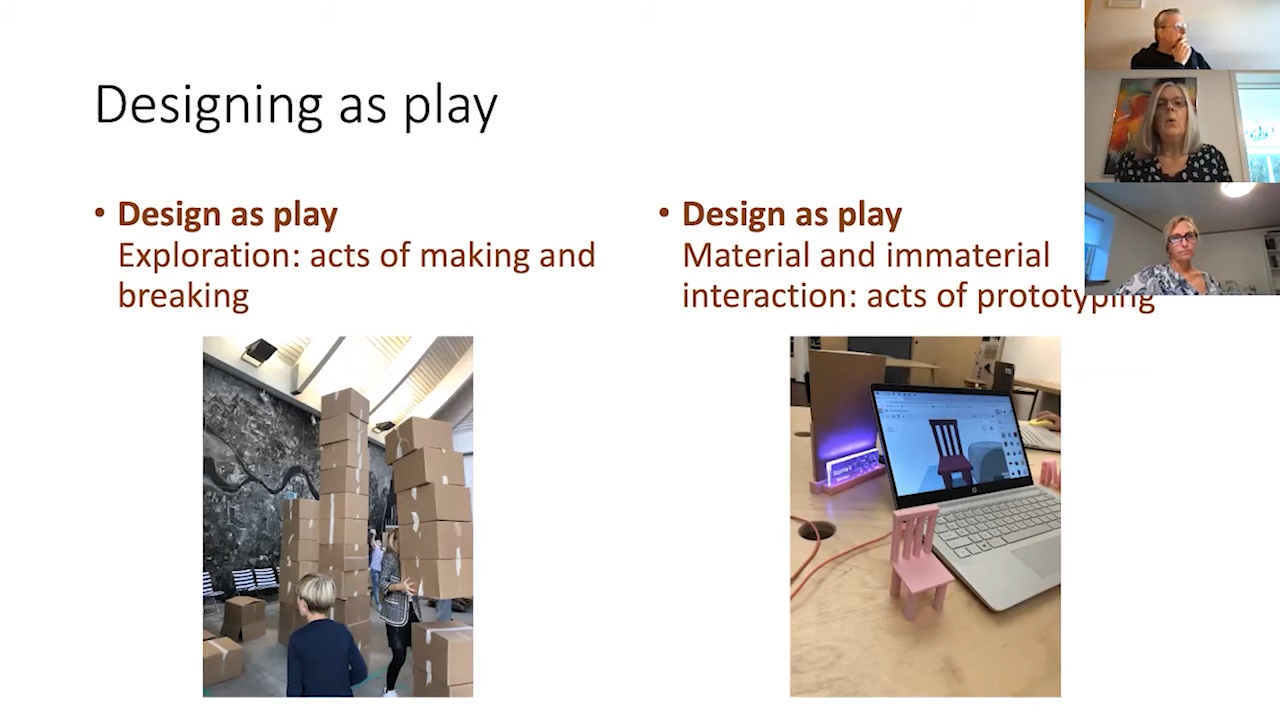 Designing as play
• Design as play
Exploration: acts of making and
breaking
• Design as play
Material and immaterial
interaction: acts of prototyping